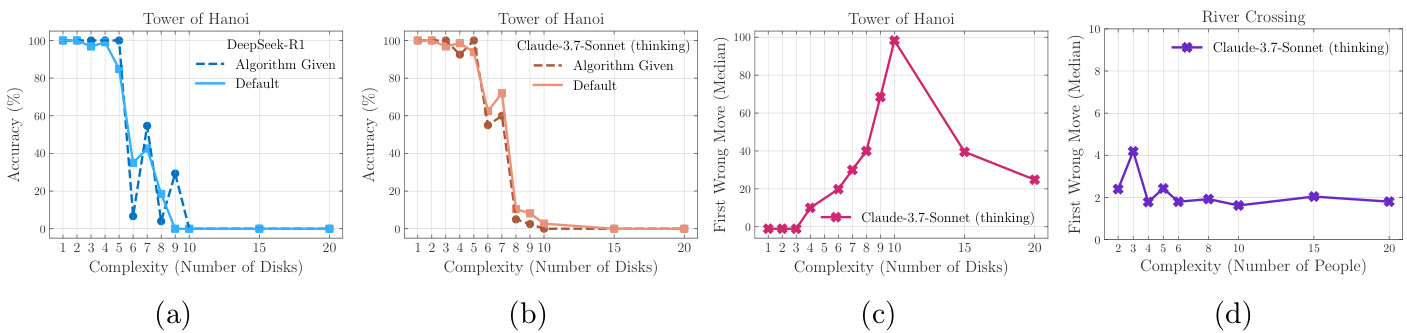 Tower of Hanoi
DeepSeek-R1
Algorithm Given
Default
Accuracy (%)
100
80
60
40
20
0
1 2 3 4 5 6 7 8 9 10 15 20
Complexity (Number of Disks)
(a)
Tower of Hanoi
Claude-3.7-Sonnet (thinking)
Algorithm Given
Default
Accuracy (%)
100
80
60
40
20
0
1 2 3 4 5 6 7 8 9 10 15 20
Complexity (Number of Disks)
(b)
Tower of Hanoi
First Wrong Move (Median)
100
80
60
40
20
0
Claude-3.7-Sonnet (thinking)
1 2 3 4 5 6 7 8 9 10 15 20
Complexity (Number of Disks)
(c)
River Crossing
Claude-3.7-Sonnet (thinking)
First Wrong Move (Median)
10
8
6
4
2
0
2 3 4 5 6 8 10 15 20
Complexity (Number of People)
(d)